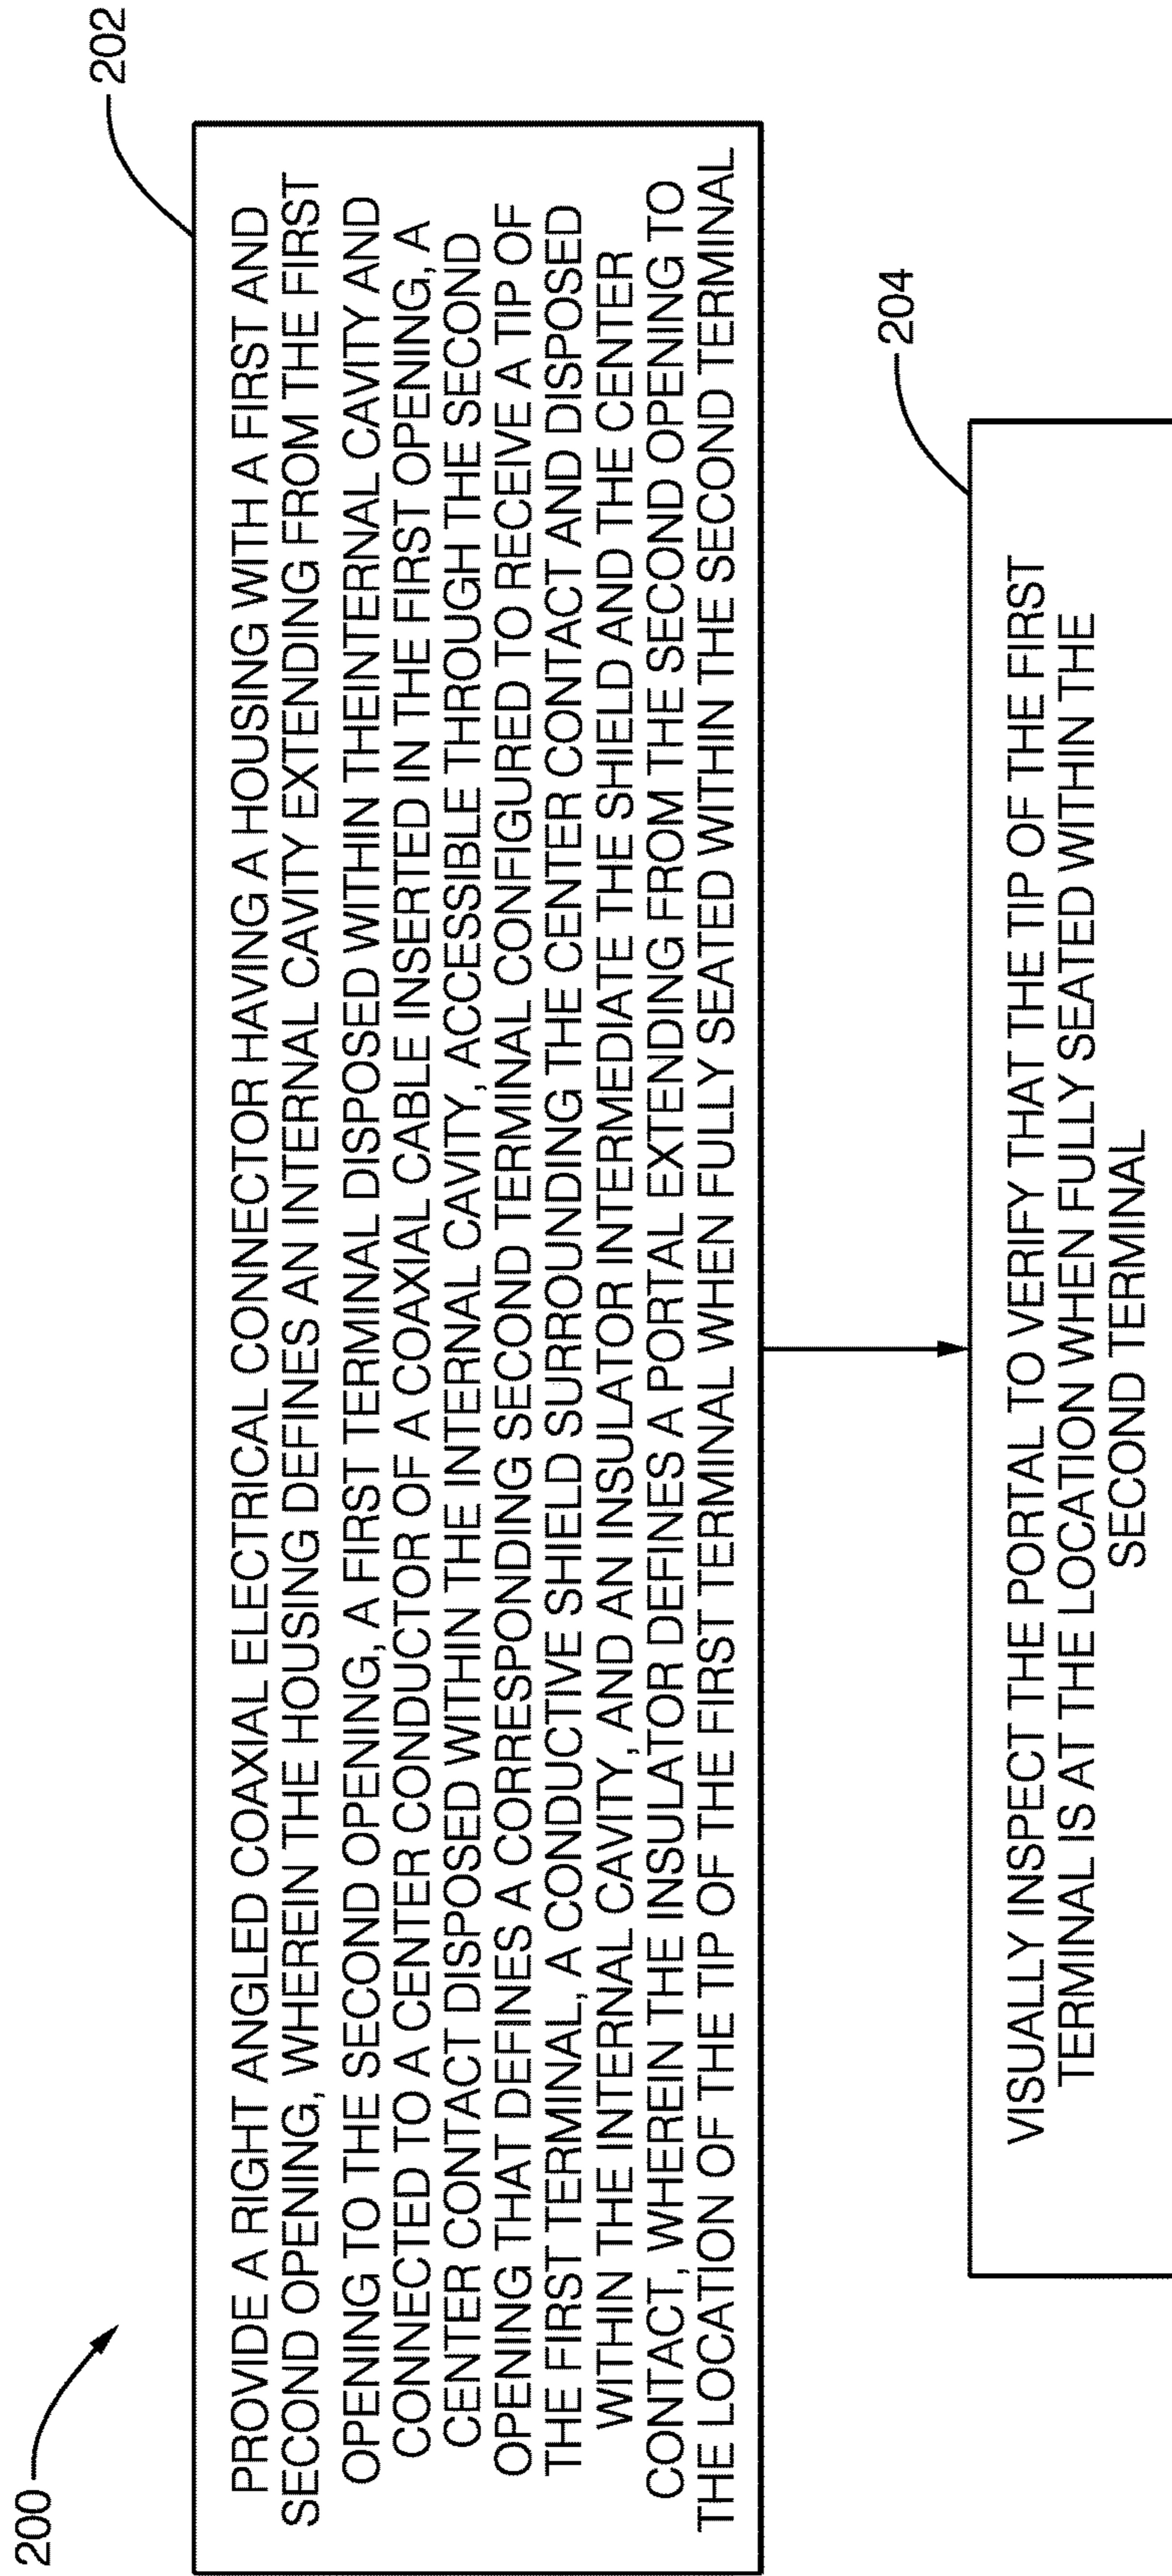 200
202
PROVIDE A RIGHT ANGLED COAXIAL ELECTRICAL CONNECTOR HAVING A HOUSING WITH A FIRST AND
SECOND OPENING, WHEREIN THE HOUSING DEFINES AN INTERNAL CAVITY EXTENDING FROM THE FIRST
OPENING TO THE SECOND OPENING, A FIRST TERMINAL DISPOSED WITHIN THEINTERNAL CAVITY AND
CONNECTED TO A CENTER CONDUCTOR OF A COAXIAL CABLE INSERTED IN THE FIRST OPENING, A
CENTER CONTACT DISPOSED WITHIN THE INTERNAL CAVITY, ACCESSIBLE THROUGH THE SECOND
OPENING THAT DEFINES A CORRESPONDING SECOND TERMINAL CONFIGURED TO RECEIVE A TIP OF
THE FIRST TERMINAL, A CONDUCTIVE SHIELD SURROUNDING THE CENTER CONTACT AND DISPOSED
WITHIN THE INTERNAL CAVITY, AND AN INSULATOR INTERMEDIATE THE SHIELD AND THE CENTER
CONTACT, WHEREIN THE INSULATOR DEFINES A PORTAL EXTENDING FROM THE SECOND OPENING TO
THE LOCATION OF THE TIP OF THE FIRST TERMINAL WHEN FULLY SEATED WITHIN THE SECOND TERMINAL
204
VISUALLY INSPECT THE PORTAL TO VERIFY THAT THE TIP OF THE FIRST
TERMINAL IS AT THE LOCATION WHEN FULLY SEATED WITHIN THE
SECOND TERMINAL